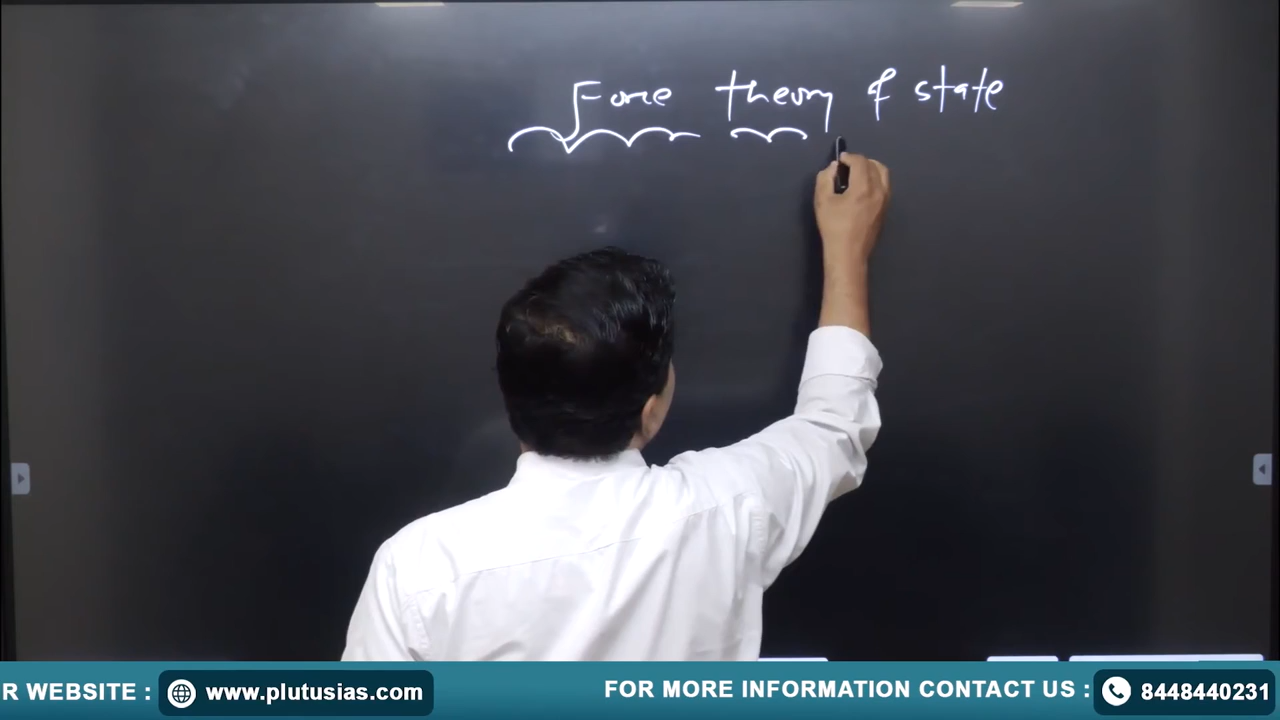 Force theory of state
R WEBSITE : www.plutusias.com
FOR MORE INFORMATION CONTACT US : 8448440231